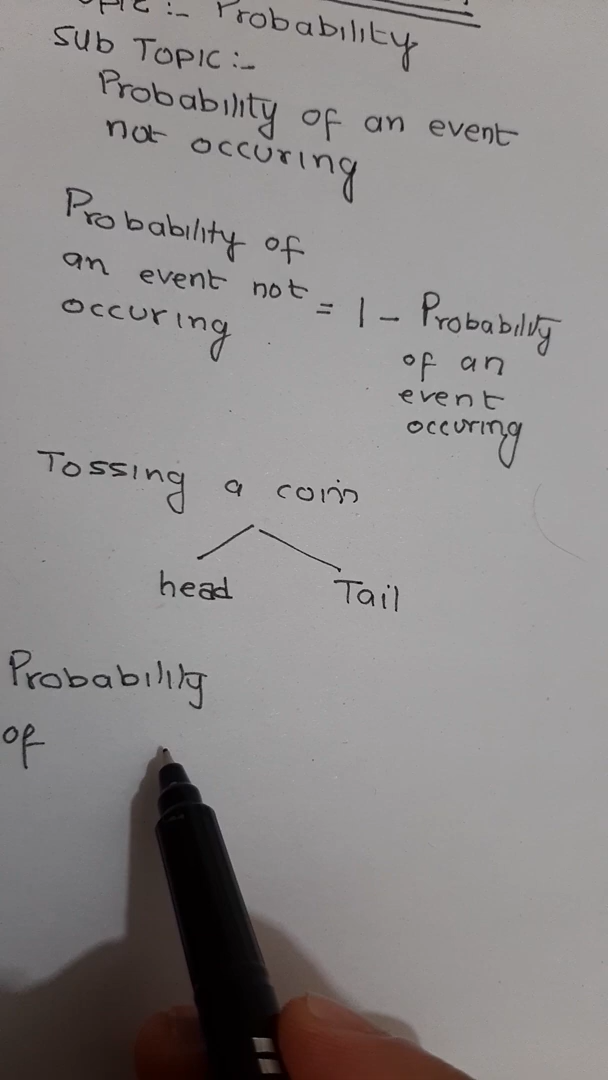 Topic :- Probability
SUB TOPIC :-
Probability of an event
not occuring
Probability of
an event not
occuring
= 1 - Probability
of an
event
occuring
Tossing a coin
head Tail
Probability
of